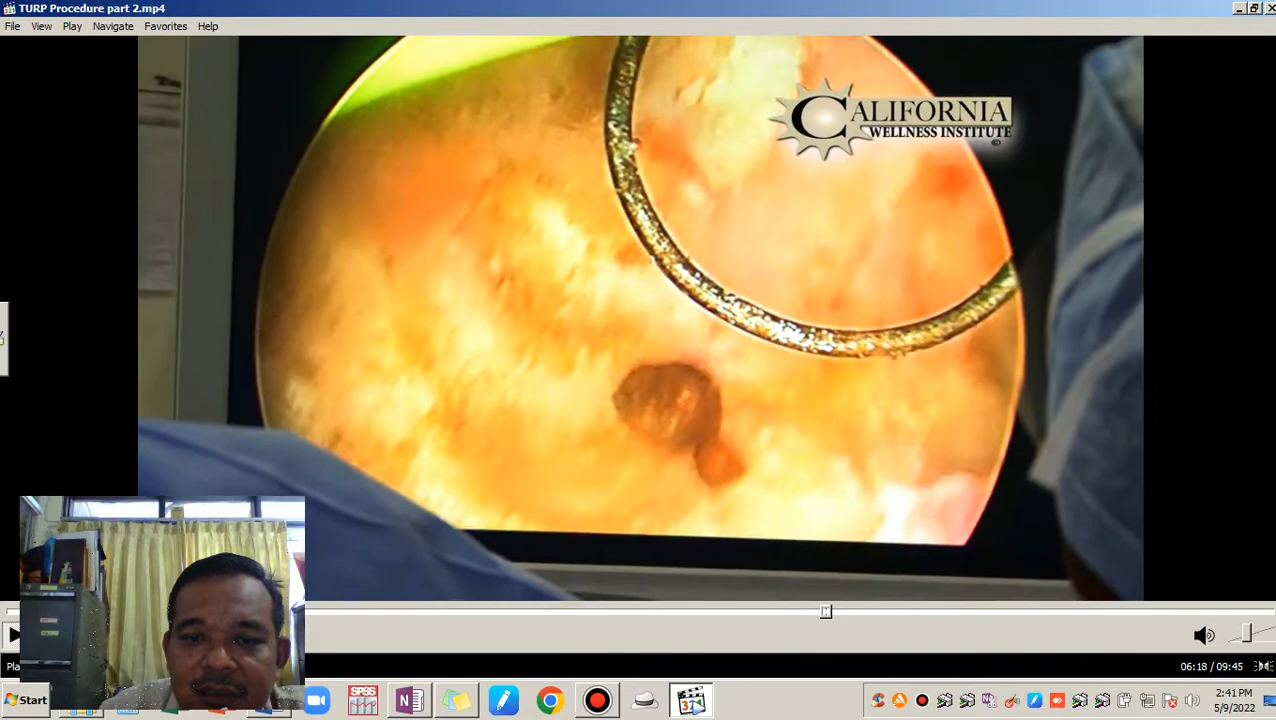 TURP Procedure part 2.mp4
File View Play Navigate Favorites Help
CALIFORNIA
WELLNESS INSTITUTE
©
06:18 / 09:45
Start
SPSS
N
2:41 PM
5/9/2022